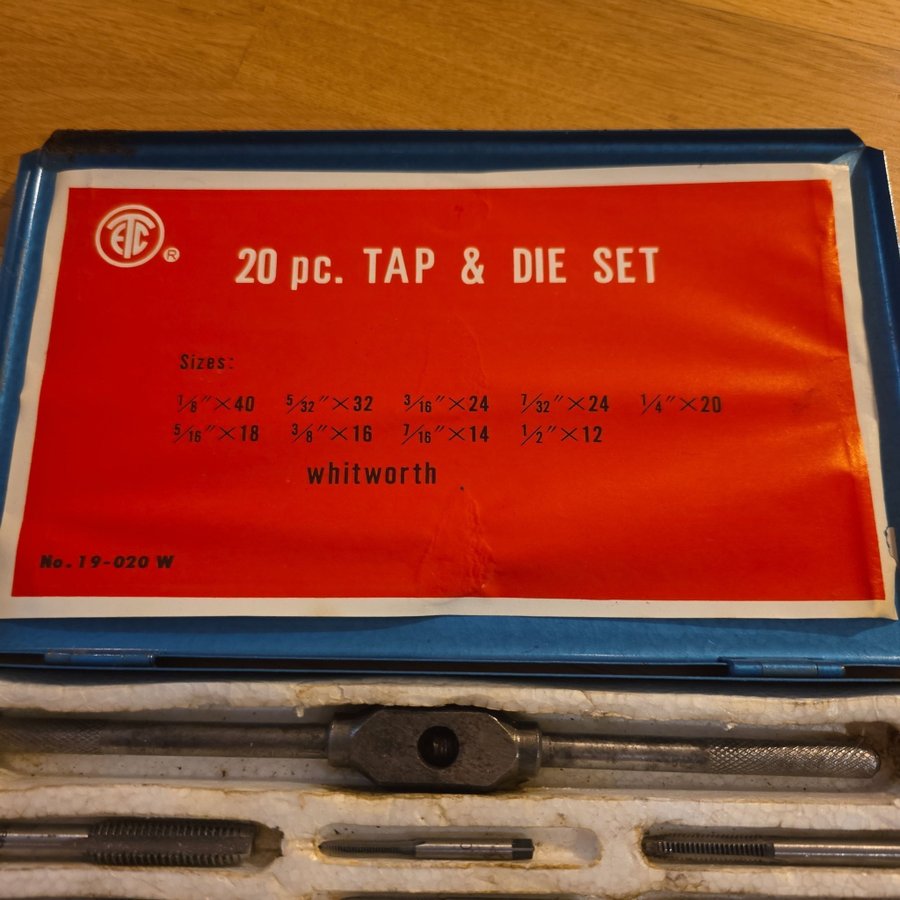 ETC ®
20 pc. TAP & DIE SET
Sizes:
1/8"×40 5/32"×32 3/16"×24 7/32"×24 1/4"×20
5/16"×18 3/8"×16 7/16"×14 1/2"×12
whitworth
No. 19-020 W